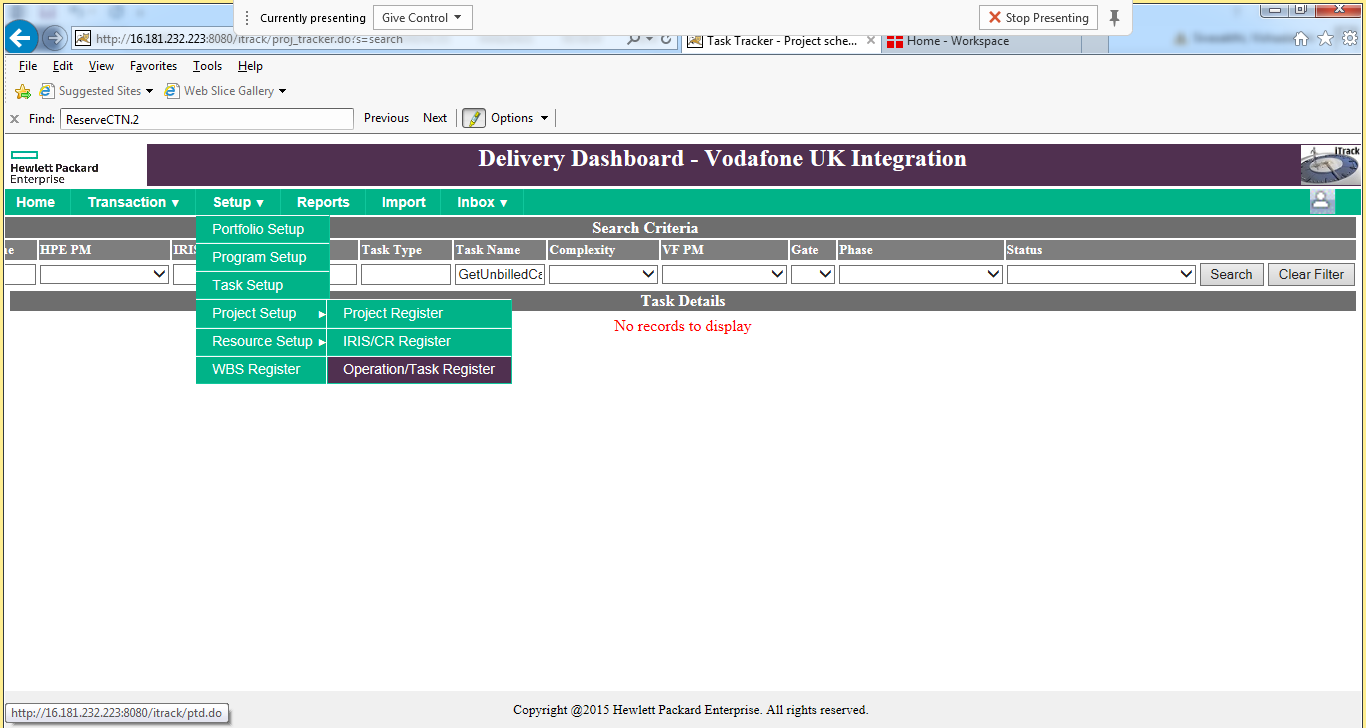 Currently presenting Give Control Stop Presenting
http://16.181.232.223:8080/itrack/proj_tracker.do?s=search Task Tracker - Project sche... Home - Workspace
File Edit View Favorites Tools Help
Suggested Sites Web Slice Gallery
x Find: ReserveCTN.2 Previous Next Options
Hewlett Packard
Enterprise
Delivery Dashboard - Vodafone UK Integration
iTrack
Home Transaction ▼ Setup ▼ Reports Import Inbox ▼
Search Criteria
HPE PM Task Type Task Name Complexity VF PM Gate Phase Status
GetUnbilledCa Search Clear Filter
Portfolio Setup
Program Setup
Task Setup
Project Setup ▸
Resource Setup ▸
WBS Register
Project Register
IRIS/CR Register
Operation/Task Register
Task Details
No records to display
Copyright @2015 Hewlett Packard Enterprise. All rights reserved.
http://16.181.232.223:8080/itrack/ptd.do